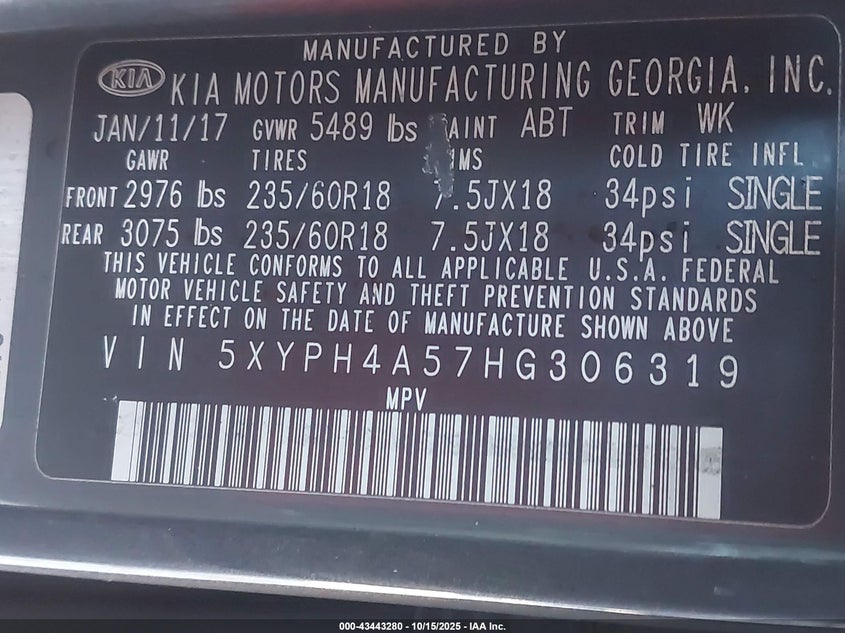 MANUFACTURED BY
KIA KIA MOTORS MANUFACTURING GEORGIA, INC.
JAN/11/17 GVWR 5489 lbs AINT ABT TRIM WK
GAWR TIRES MS COLD TIRE INFL.
FRONT 2976 lbs 235/60R18 7.5JX18 34psi SINGLE
REAR 3075 lbs 235/60R18 7.5JX18 34psi SINGLE
THIS VEHICLE CONFORMS TO ALL APPLICABLE U.S.A. FEDERAL
MOTOR VEHICLE SAFETY AND THEFT PREVENTION STANDARDS
IN EFFECT ON THE DATE OF MANUFACTURE SHOWN ABOVE
VIN 5XYPH4A57HG306319
MPV
000-43443280 - 10/15/2025 - IAA Inc.